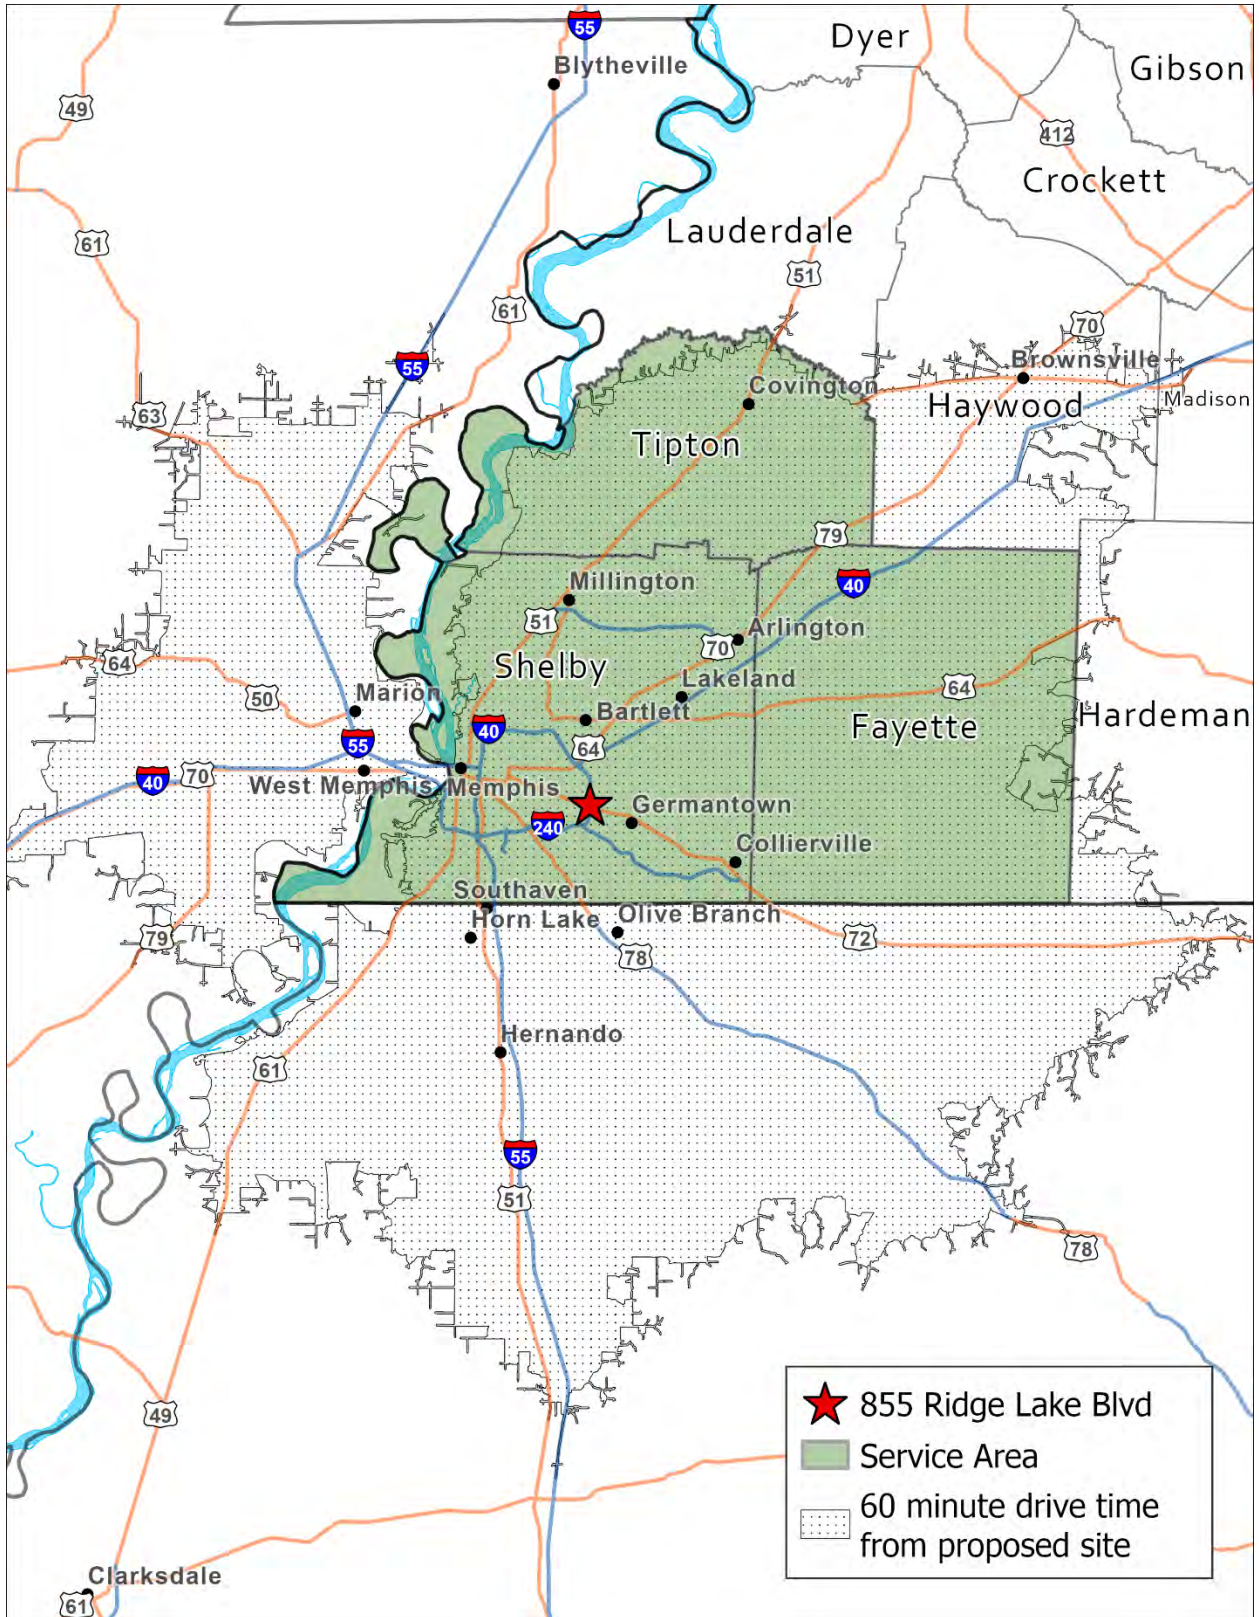 55
Dyer
Blytheville
Gibson
49
412
Crockett
61
Lauderdale
51
61
70
Brownsville
55
Covington
Haywood
Madison
63
Tipton
79
40
Millington
51
Arlington
70
Shelby
64
Lakeland
64
50
Marion
Bartlett
Fayette
Hardeman
40
55
64
70
40
West Memphis
Memphis
Germantown
240
Collierville
Southaven
Horn Lake
Olive Branch
79
72
78
Hernando
61
55
51
78
855 Ridge Lake Blvd
49
Service Area
60 minute drive time
from proposed site
Clarksdale
61